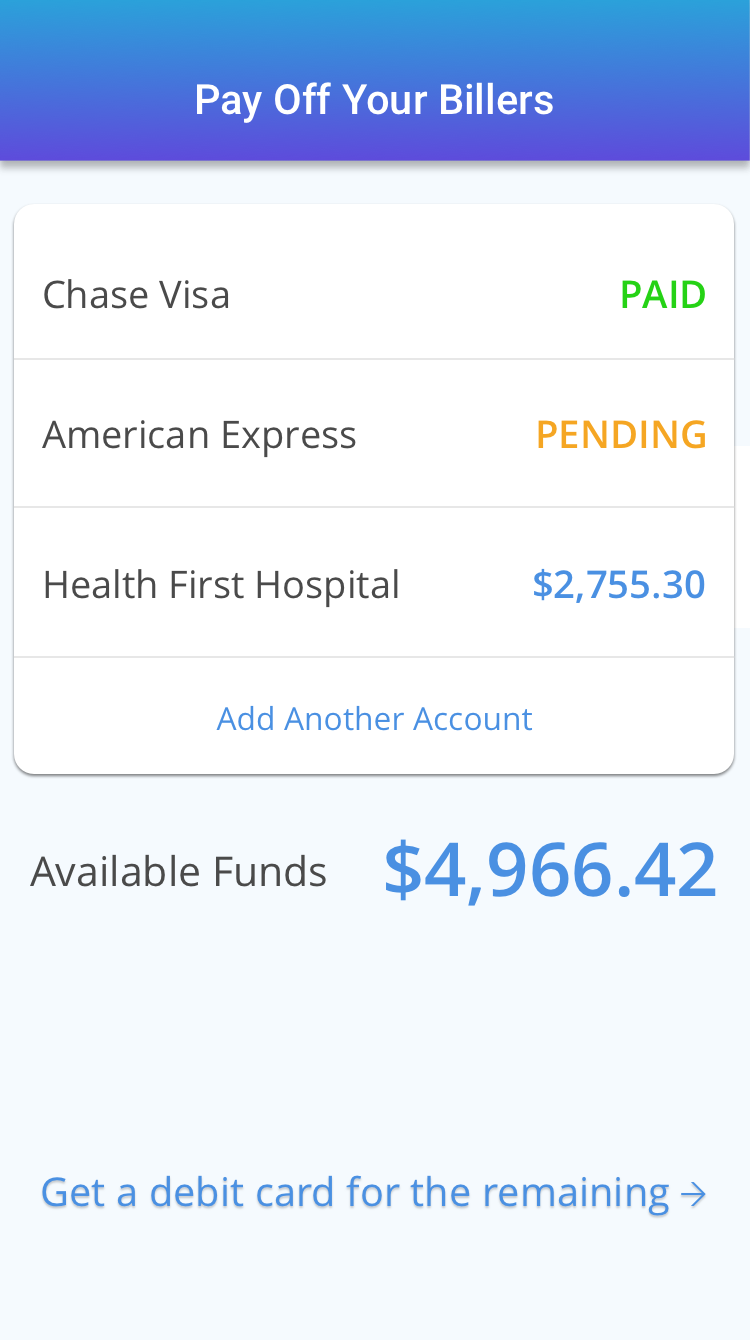 Pay Off Your Billers
Chase Visa PAID
American Express PENDING
Health First Hospital $2,755.30
Add Another Account
Available Funds $4,966.42
Get a debit card for the remaining →